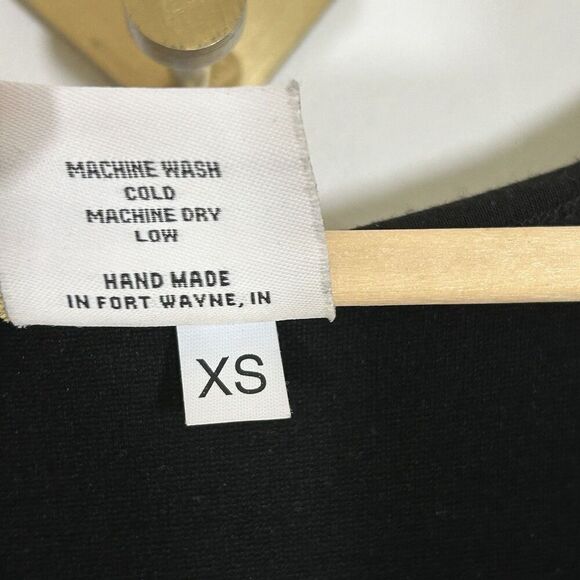 MACHINE WASH
COLD
MACHINE DRY
LOW
HAND MADE
IN FORT WAYNE, IN
XS